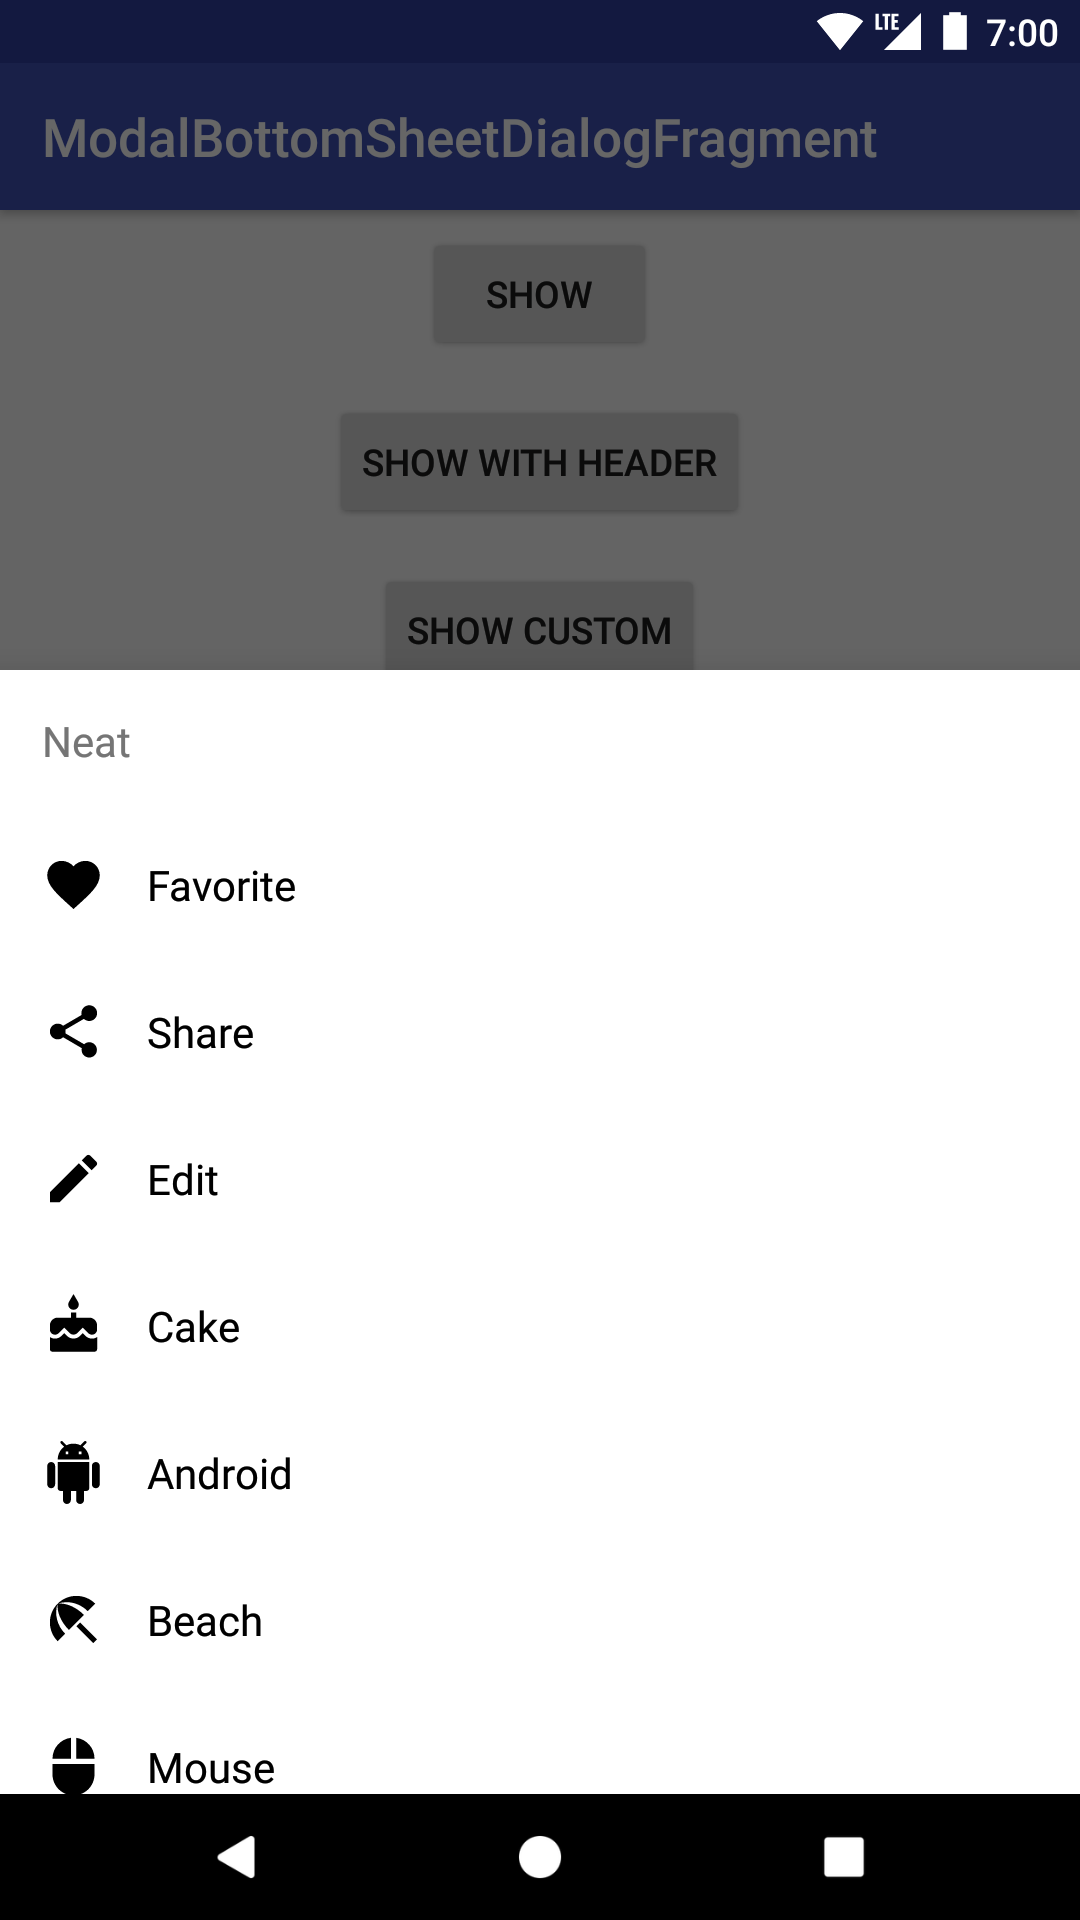 LTE 7:00
ModalBottomSheetDialogFragment
SHOW
SHOW WITH HEADER
SHOW CUSTOM
Neat
Favorite
Share
Edit
Cake
Android
Beach
Mouse